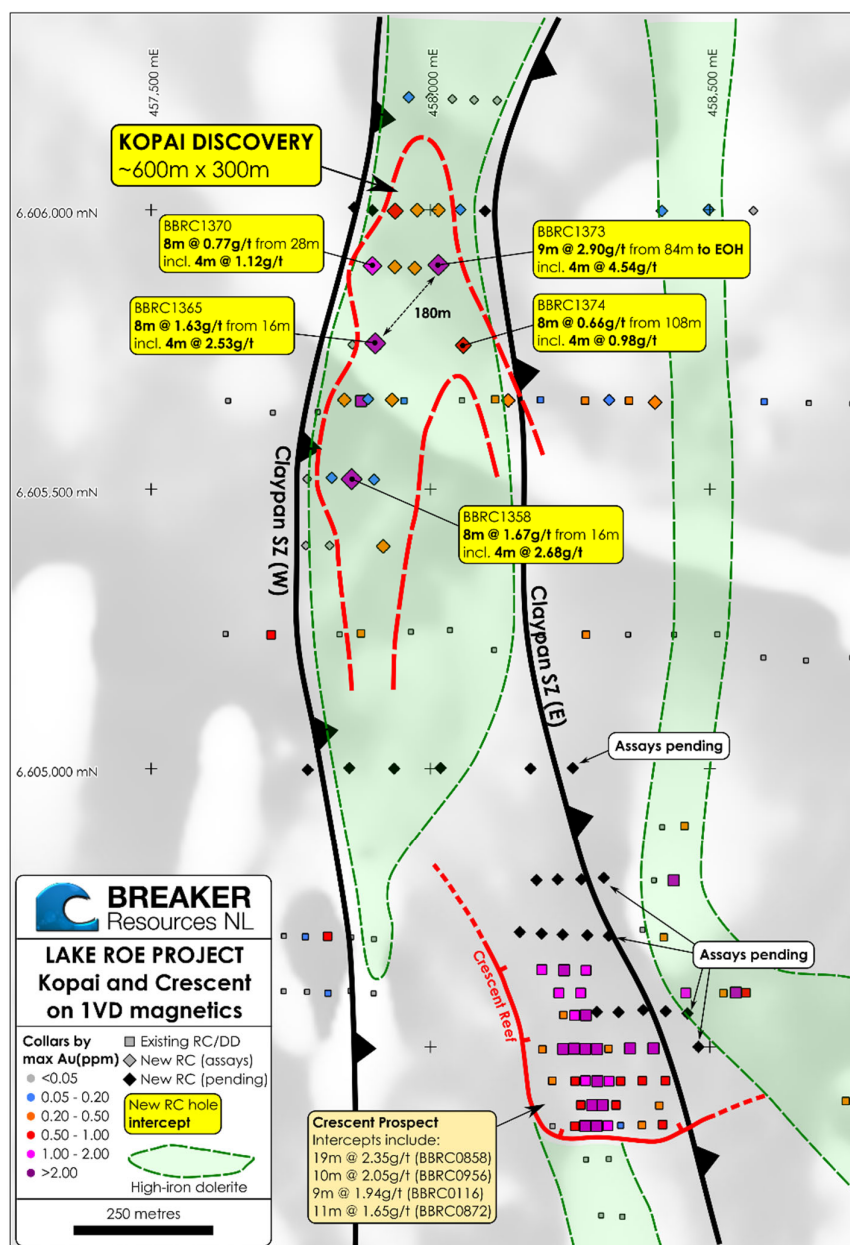 457,500 mE
458,000 mE
458,500 mE
KOPAI DISCOVERY
~600m x 300m
6,606,000 mN
BBRC1370
8m @ 0.77g/t from 28m
incl. 4m @ 1.12g/t
BBRC1373
9m @ 2.90g/t from 84m to EOH
incl. 4m @ 4.54g/t
BBRC1365
8m @ 1.63g/t from 16m
incl. 4m @ 2.53g/t
180m
BBRC1374
8m @ 0.66g/t from 108m
incl. 4m @ 0.98g/t
6,605,500 mN
Claypan SZ (W)
BBRC1358
8m @ 1.67g/t from 16m
incl. 4m @ 2.68g/t
Claypan SZ (E)
Assays pending
6,605,000 mN
Assays pending
Crescent Reef
BREAKER
Resources NL
LAKE ROE PROJECT
Kopai and Crescent
on 1VD magnetics
Collars by
max Au(ppm)
<0.05
0.05 - 0.20
0.20 - 0.50
0.50 - 1.00
1.00 - 2.00
>2.00
Existing RC/DD
New RC (assays)
New RC (pending)
New RC hole
intercept
High-iron dolerite
250 metres
Crescent Prospect
Intercepts include:
19m @ 2.35g/t (BBRC0858)
10m @ 2.05g/t (BBRC0956)
9m @ 1.94g/t (BBRC0116)
11m @ 1.65g/t (BBRC0872)